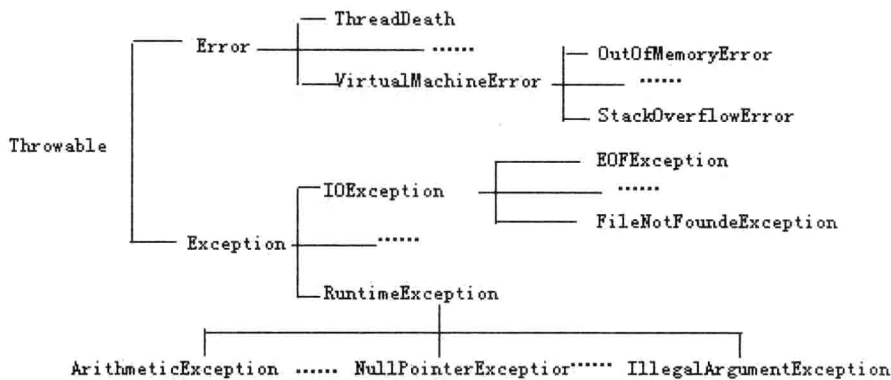 ThreadDeath
Error
......
OutOfMemoryError
VirtualMachineError
......
StackOverflowError
Throwable
EOFException
IOException
......
FileNotFoundeException
Exception
......
RuntimeException
ArithmeticException ...... NullPointerExceptior ...... IllegalArgumentException